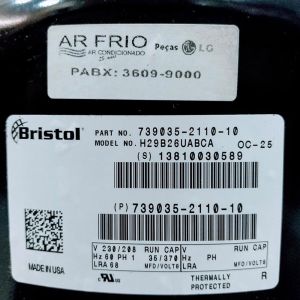 AR FRIO Peças LG
AR CONDICIONADO
PABX: 3609-9000
Bristol
PART NO. 739035-2110-10
MODEL NO. H29B26UABCA OC-25
(S) 13810030589
(P) 739035-2110-10
V 230/208 RUN CAP V RUN CAP
Hz 60 PH 1 35/370 Hz PH
LRA 68 MFD/VOLTS LRA MFD/VOLTS
MADE IN USA
THERMALLY
PROTECTED R